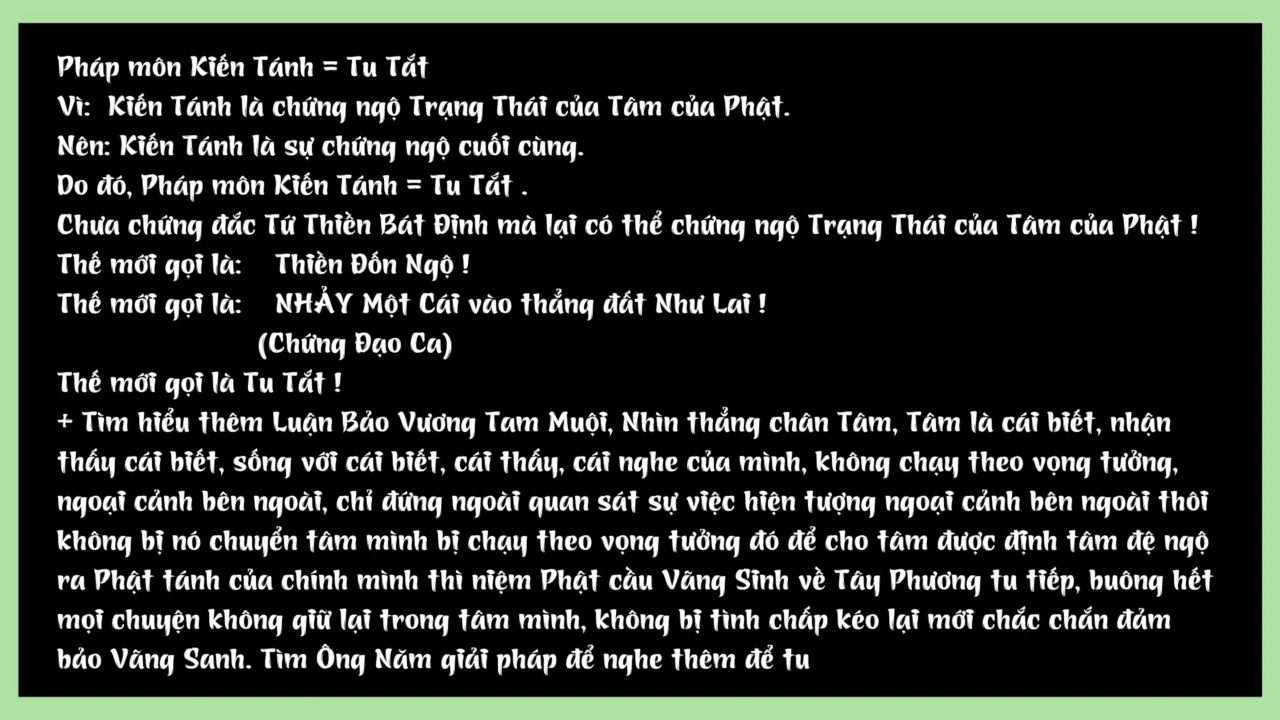 Pháp môn Kiến Tánh = Tu Tắt
Vì: Kiến Tánh là chứng ngộ Trạng Thái của Tâm của Phật.
Nên: Kiến Tánh là sự chứng ngộ cuối cùng.
Do đó, Pháp môn Kiến Tánh = Tu Tắt .
Chưa chứng đắc Tứ Thiền Bát Định mà lại có thể chứng ngộ Trạng Thái của Tâm của Phật !
Thế mới gọi là: Thiền Đốn Ngộ !
Thế mới gọi là: NHẢY Một Cái vào thẳng đất Như Lai !
(Chứng Đạo Ca)
Thế mới gọi là Tu Tắt !
+ Tìm hiểu thêm Luận Bảo Vương Tam Muội, Nhìn thẳng chân Tâm, Tâm là cái biết, nhận
thấy cái biết, sống với cái biết, cái thấy, cái nghe của mình, không chạy theo vọng tưởng,
ngoại cảnh bên ngoài, chỉ đứng ngoài quan sát sự việc hiện tượng ngoại cảnh bên ngoài thôi
không bị nó chuyển tâm mình bị chạy theo vọng tưởng đó để cho tâm được định tâm đệ ngộ
ra Phật tánh của chính mình thì niệm Phật cầu Vãng Sinh về Tây Phương tu tiếp, buông hết
mọi chuyện không giữ lại trong tâm mình, không bị tình chấp kéo lại mới chắc chắn đảm
bảo Vãng Sanh. Tìm Ông Năm giải pháp để nghe thêm để tu